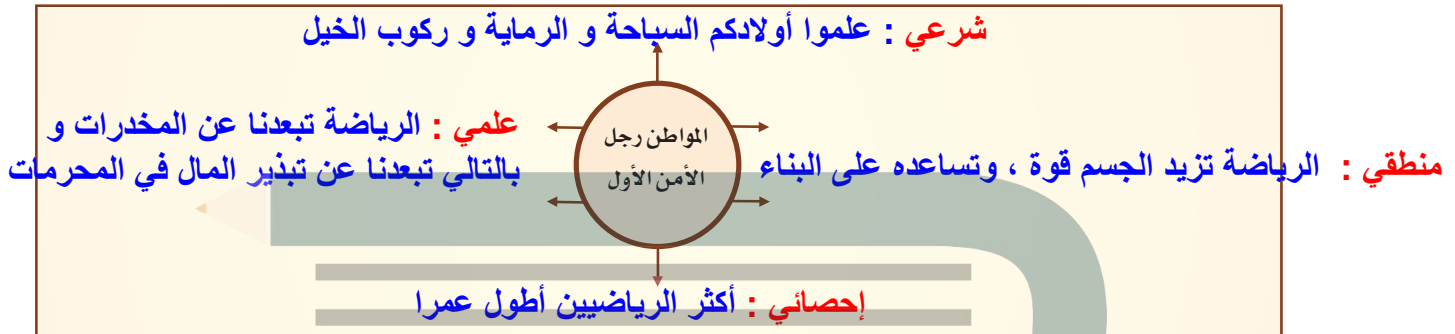 شرعي : علموا أولادكم السباحة و الرماية و ركوب الخيل
المواطن رجل
الأمن الأول
منطقي : الرياضة تزيد الجسم قوة ، وتساعده على البناء
علمي : الرياضة تبعدنا عن المخدرات و
بالتالي تبعدنا عن تبذير المال في المحرمات
إحصائي : أكثر الرياضيين أطول عمرا